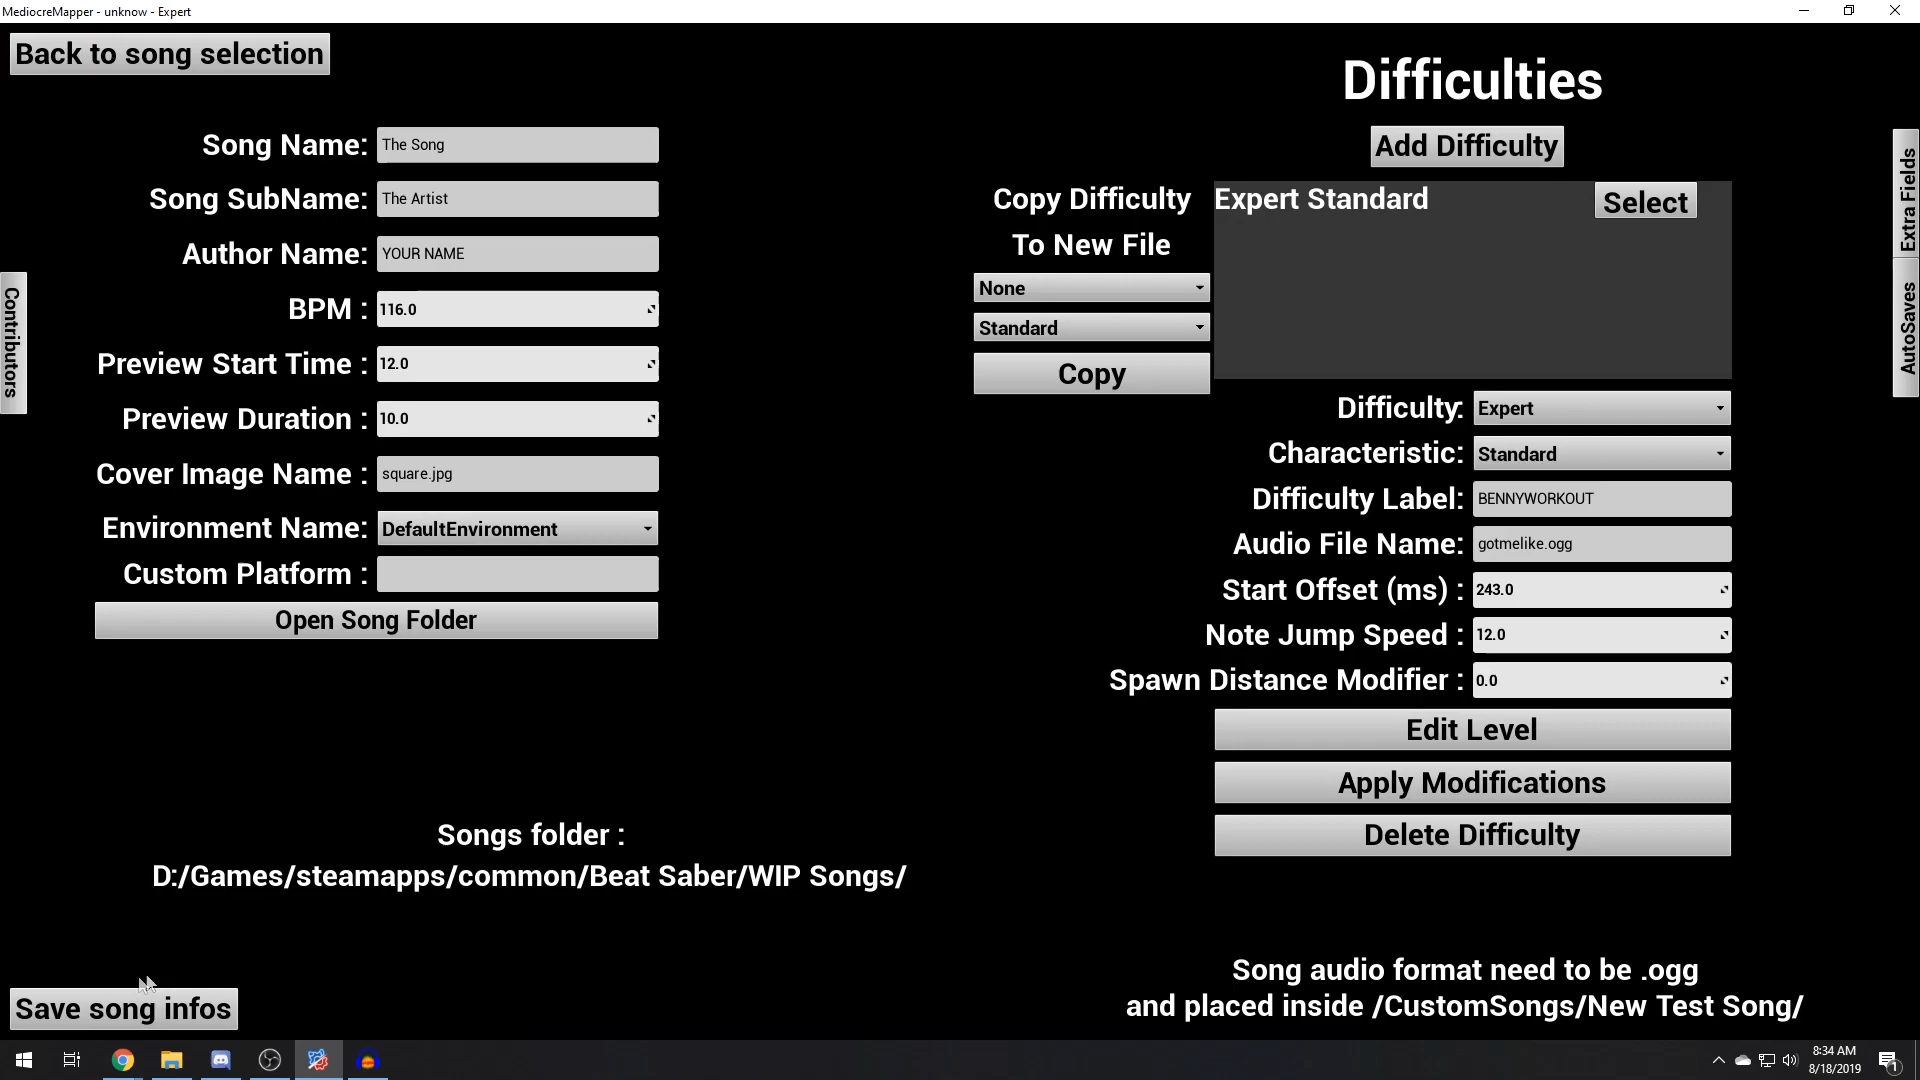 MediocreMapper - unknow - Expert
Back to song selection
Song Name: The Song
Song SubName: The Artist
Author Name: YOUR NAME
BPM : 116.0
Preview Start Time : 12.0
Preview Duration : 10.0
Cover Image Name : square.jpg
Environment Name: DefaultEnvironment
Custom Platform :
Open Song Folder
Contributors
Songs folder :
D:/Games/steamapps/common/Beat Saber/WIP Songs/
Save song infos
Difficulties
Add Difficulty
Copy Difficulty
To New File
None
Standard
Copy
Expert Standard Select
Difficulty: Expert
Characteristic: Standard
Difficulty Label: BENNYWORKOUT
Audio File Name: gotmelike.ogg
Start Offset (ms) : 243.0
Note Jump Speed : 12.0
Spawn Distance Modifier : 0.0
Edit Level
Apply Modifications
Delete Difficulty
Extra Fields
AutoSaves
Song audio format need to be .ogg
and placed inside /CustomSongs/New Test Song/
8:34 AM
8/18/2019
1